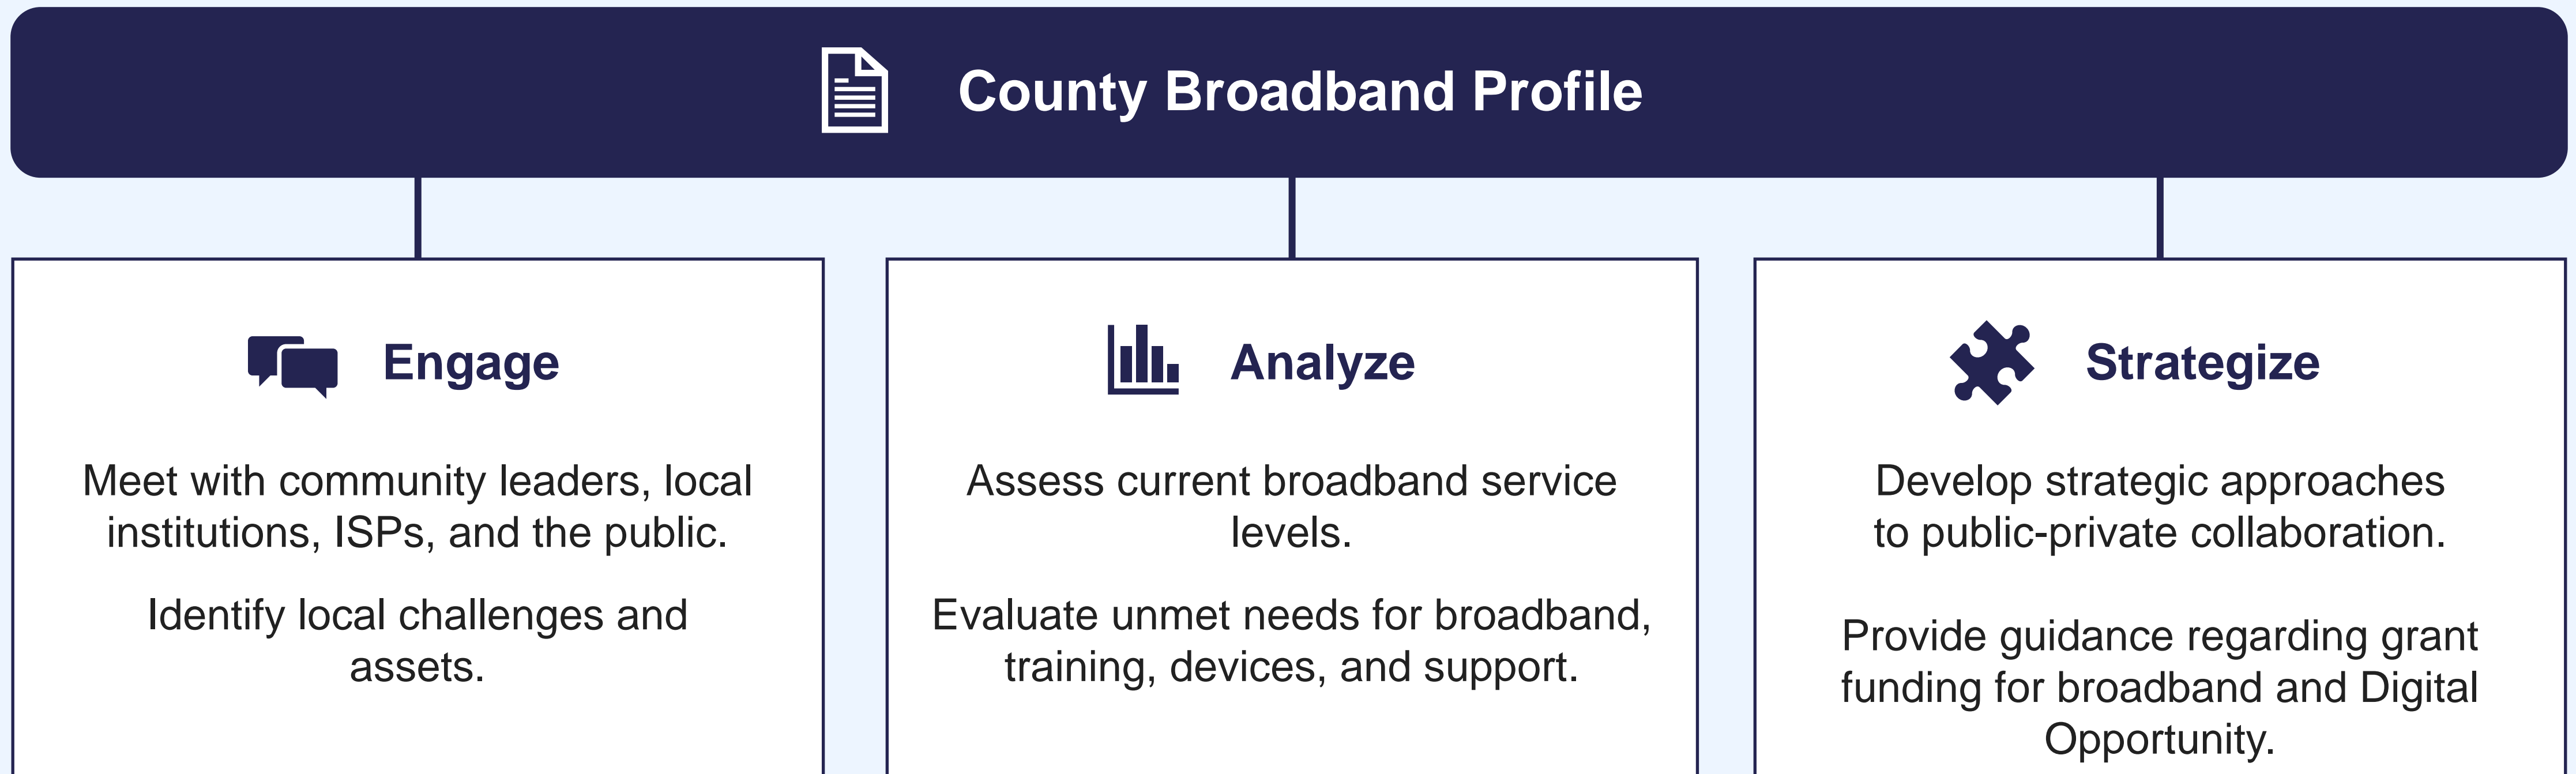 County Broadband Profile
Engage
Meet with community leaders, local
institutions, ISPs, and the public.
Identify local challenges and
assets.
Analyze
Assess current broadband service
levels.
Evaluate unmet needs for broadband,
training, devices, and support.
Strategize
Develop strategic approaches
to public-private collaboration.
Provide guidance regarding grant
funding for broadband and Digital
Opportunity.